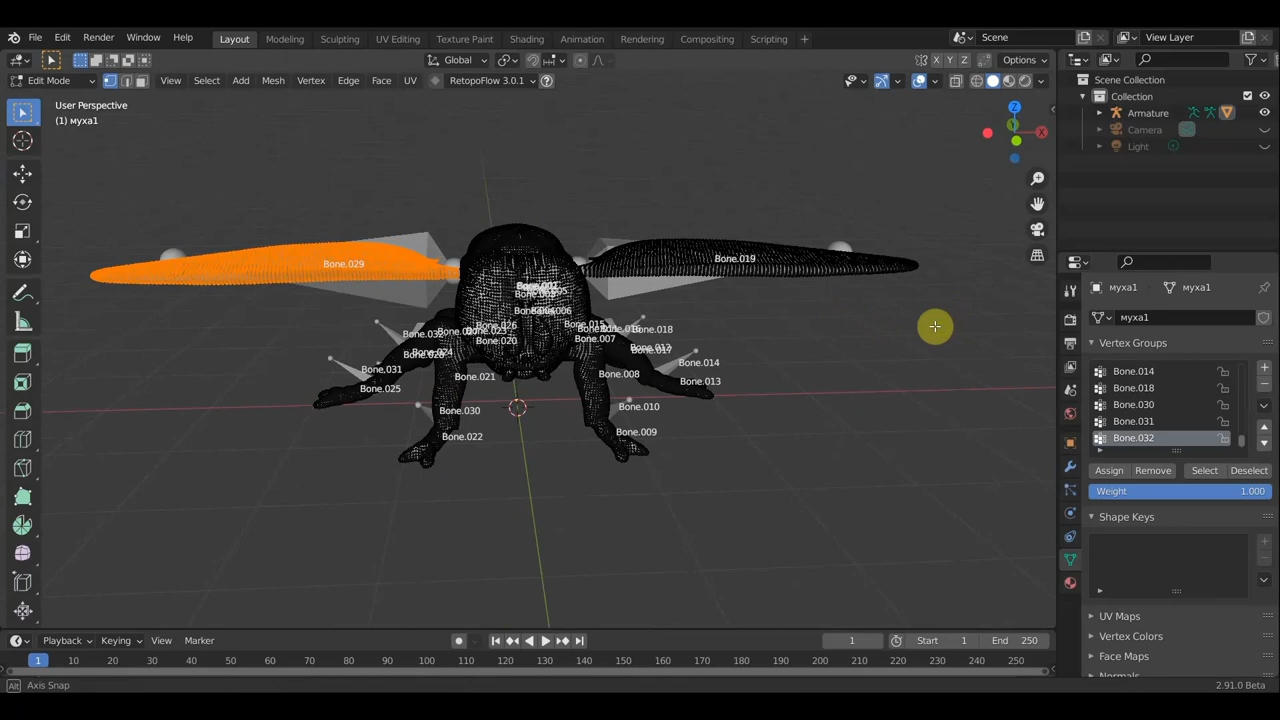 File Edit Render Window Help Layout Modeling Sculpting UV Editing Texture Paint Shading Animation Rendering Compositing Scripting + Scene View Layer
Global Options
Edit Mode View Select Add Mesh Vertex Edge Face UV RetopoFlow 3.0.1 X Y Z
User Perspective
(1) муха1
Z
X
Y
Scene Collection
Collection
Armature
Camera
Light
муха1 муха1
муха1
Vertex Groups
Bone.014
Bone.018
Bone.030
Bone.031
Bone.032
Assign Remove Select Deselect
Weight 1.000
Shape Keys
UV Maps
Vertex Colors
Face Maps
Normals
Bone.029
Bone.019
Bone.026
Bone.020
Bone.007
Bone.018
Bone.031
Bone.008
Bone.014
Bone.025
Bone.021
Bone.013
Bone.030
Bone.010
Bone.022
Bone.009
Playback Keying View Marker 1 Start 1 End 250
1 10 20 30 40 50 60 70 80 90 100 110 120 130 140 150 160 170 180 190 200 210 220 230 240 250
Alt Axis Snap 2.91.0 Beta